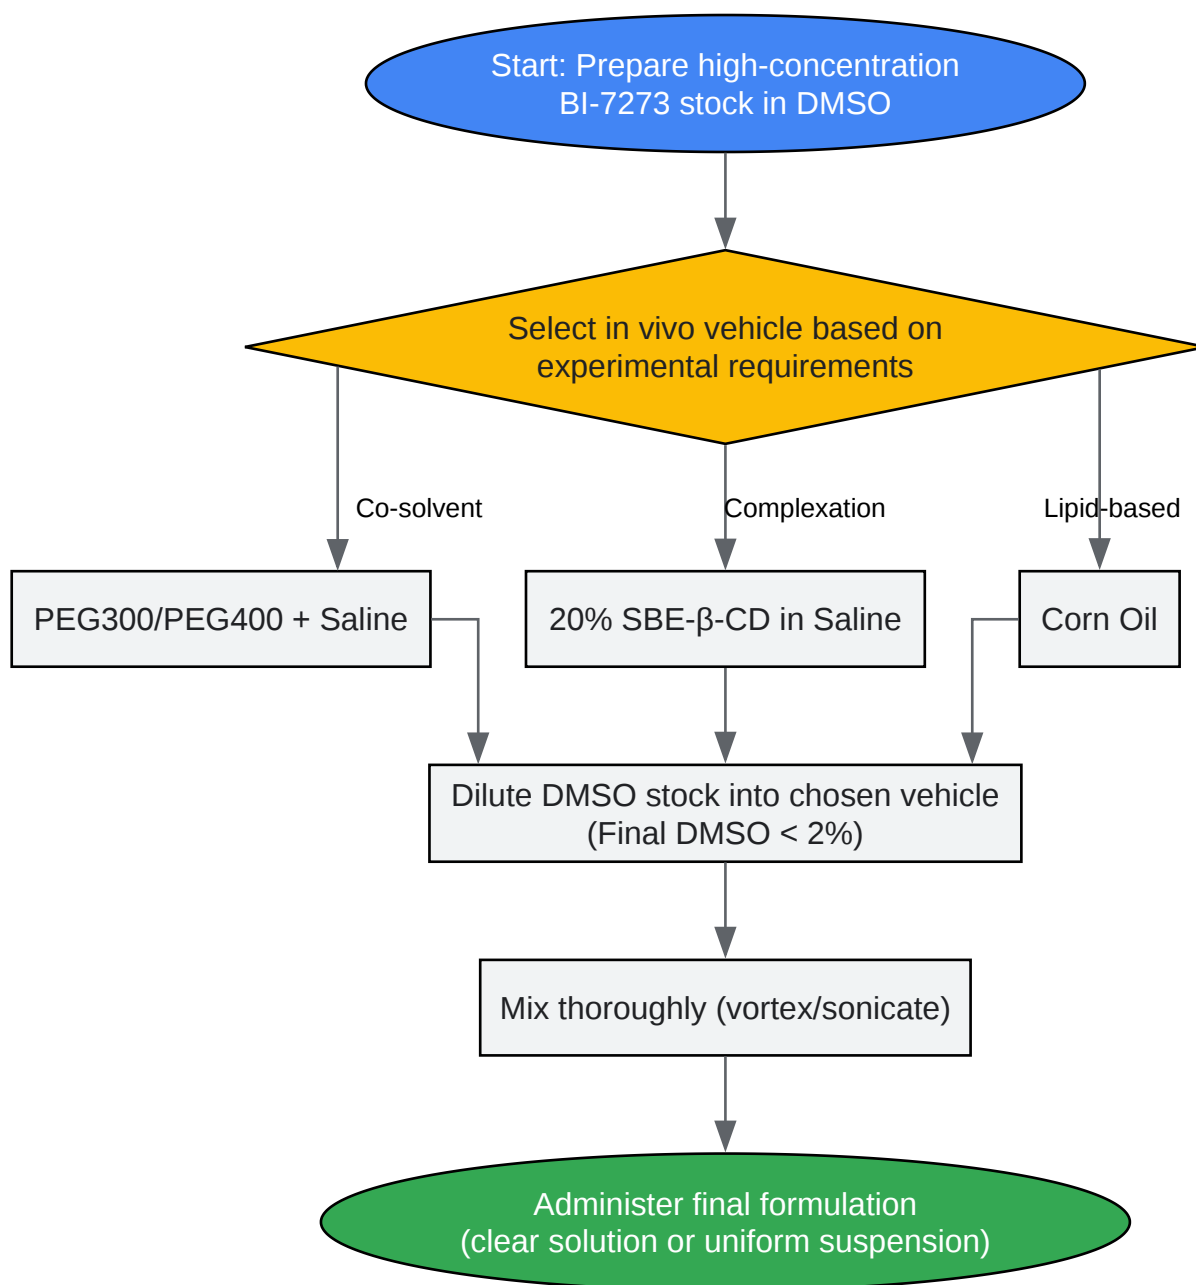 Start: Prepare high-concentration
BI-7273 stock in DMSO
Select in vivo vehicle based on
experimental requirements
Co-solvent
Complexation
Lipid-based
PEG300/PEG400 + Saline
20% SBE-β-CD in Saline
Corn Oil
Dilute DMSO stock into chosen vehicle
(Final DMSO < 2%)
Mix thoroughly (vortex/sonicate)
Administer final formulation
(clear solution or uniform suspension)